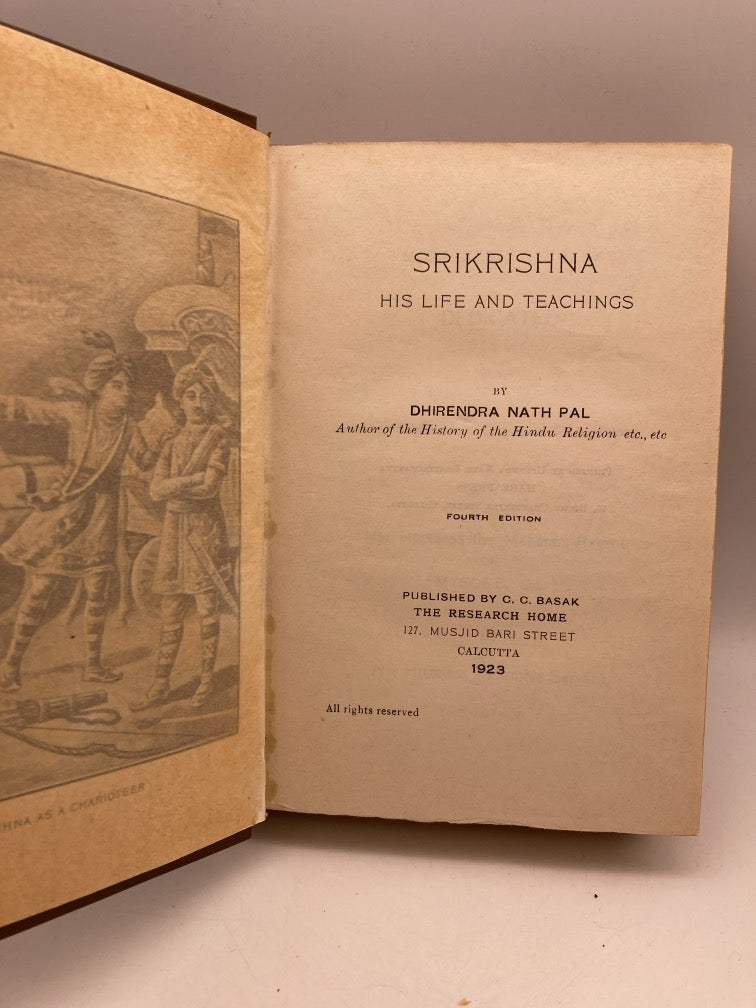 HNA AS A CHARIOTEER
SRIKRISHNA
HIS LIFE AND TEACHINGS
BY
DHIRENDRA NATH PAL
Author of the History of the Hindu Religion etc., etc
FOURTH EDITION
PUBLISHED BY C. C. BASAK
THE RESEARCH HOME
127, MUSJID BARI STREET
CALCUTTA
1923
All rights reserved